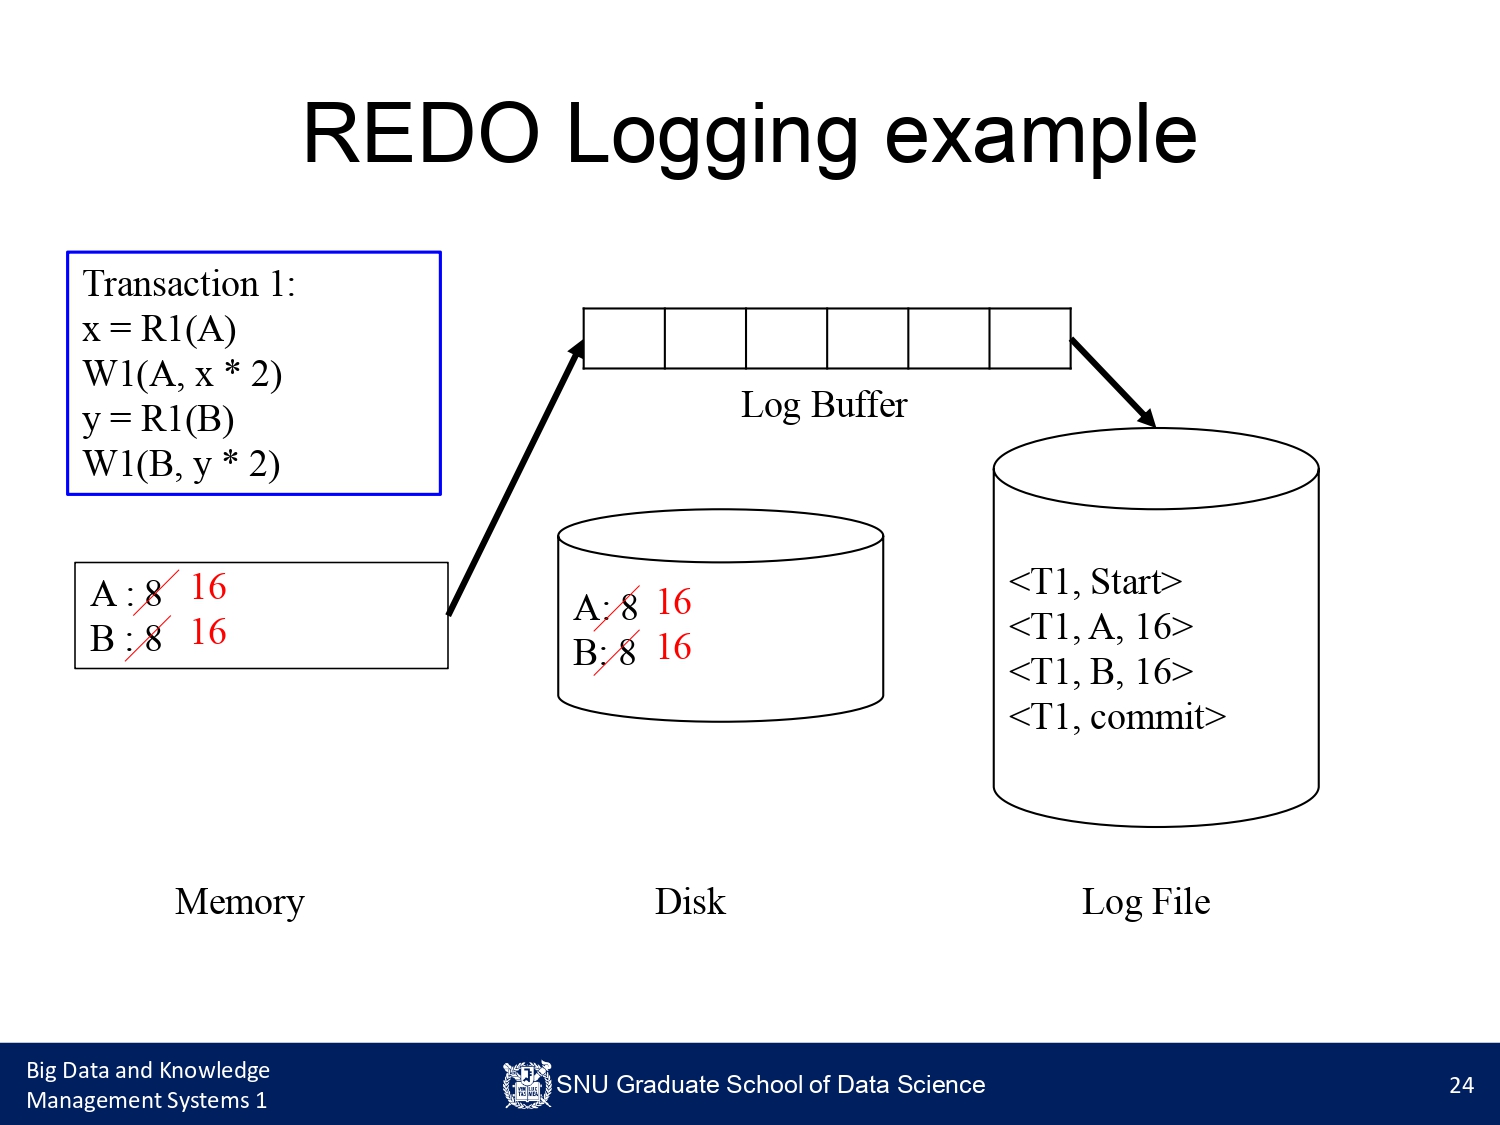 REDO Logging example
Transaction 1:
x = R1(A)
W1(A, x * 2)
y = R1(B)
W1(B, y * 2)
Log Buffer
A : 8 16
B : 8 16
A: 8 16
B: 8 16
<T1, Start>
<T1, A, 16>
<T1, B, 16>
<T1, commit>
Memory
Disk
Log File
Big Data and Knowledge
Management Systems 1
SNU Graduate School of Data Science
24